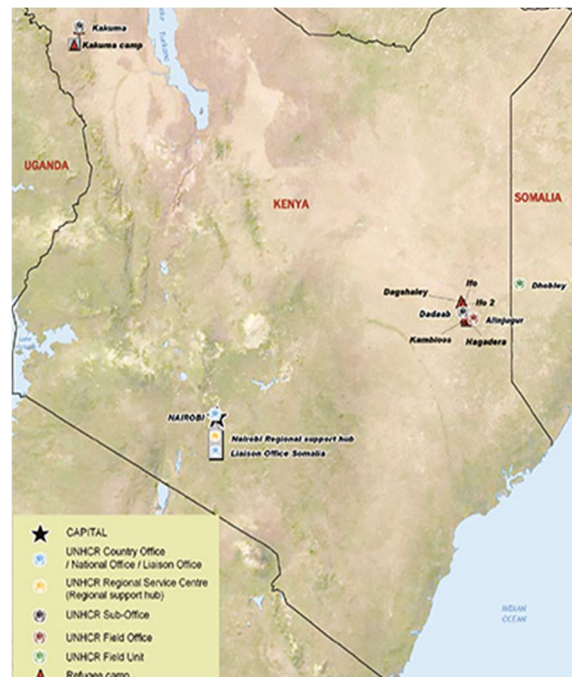 Kakuma
Kakuma camp
Lake
Turkana
UGANDA
KENYA
SOMALIA
Dhobley
Ifo
Dagahaley
Ifo 2
Dadaab
Alinjugur
Kambioos
Hagadera
Lake
NAIROBI
Nairobi Regional support hub
Liaison Office Somalia
INDIAN
OCEAN
CAPITAL
UNHCR Country Office
/ National Office / Liaison Office
UNHCR Regional Service Centre
(Regional support hub)
UNHCR Sub-Office
UNHCR Field Office
UNHCR Field Unit
Refugee camp